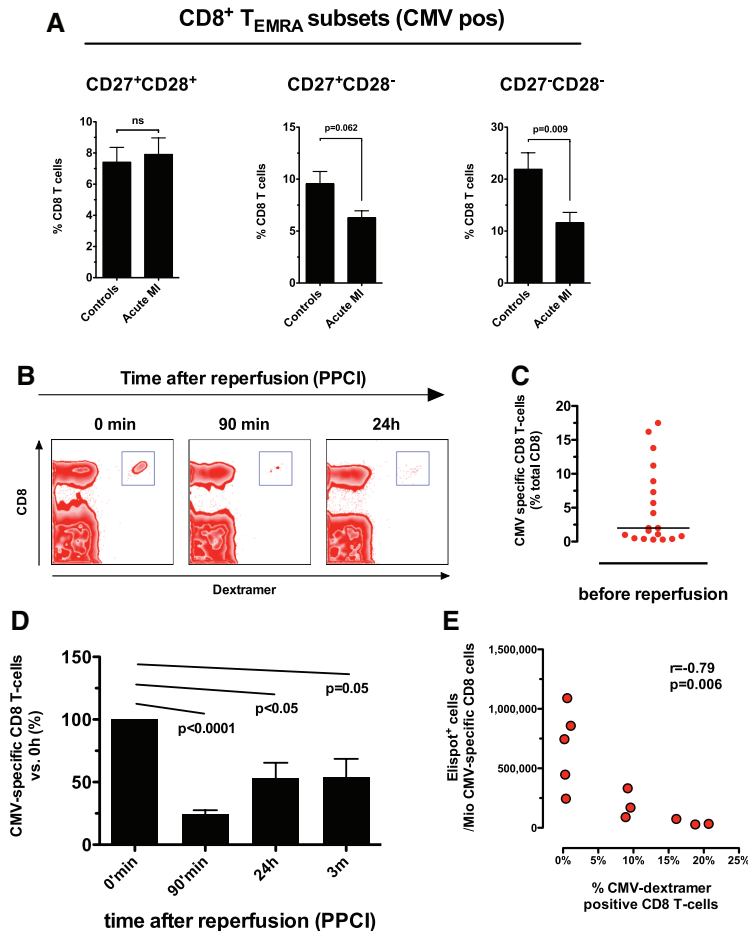 A
CD8+ TEMRA subsets (CMV pos)
CD27+CD28+
CD27+CD28-
CD27-CD28-
% CD8 T cells
10
8
6
4
2
0
ns
Controls
Acute MI
% CD8 T cells
15
10
5
0
p=0.062
Controls
Acute MI
% CD8 T cells
30
20
10
0
p=0.009
Controls
Acute MI
B
Time after reperfusion (PPCI)
0 min
90 min
24h
CD8
Dextramer
C
CMV specific CD8 T-cells
(% total CD8)
20
15
10
5
0
before reperfusion
D
CMV-specific CD8 T-cells
vs. 0h (%)
150
100
50
0
p<0.0001
p<0.05
p=0.05
0'min
90'min
24h
3m
time after reperfusion (PPCI)
E
Elispot+ cells
/Mio CMV-specific CD8 cells
1,500,000
1,000,000
500,000
0
r=-0.79
p=0.006
0%
5%
10%
15%
20%
25%
% CMV-dextramer
positive CD8 T-cells